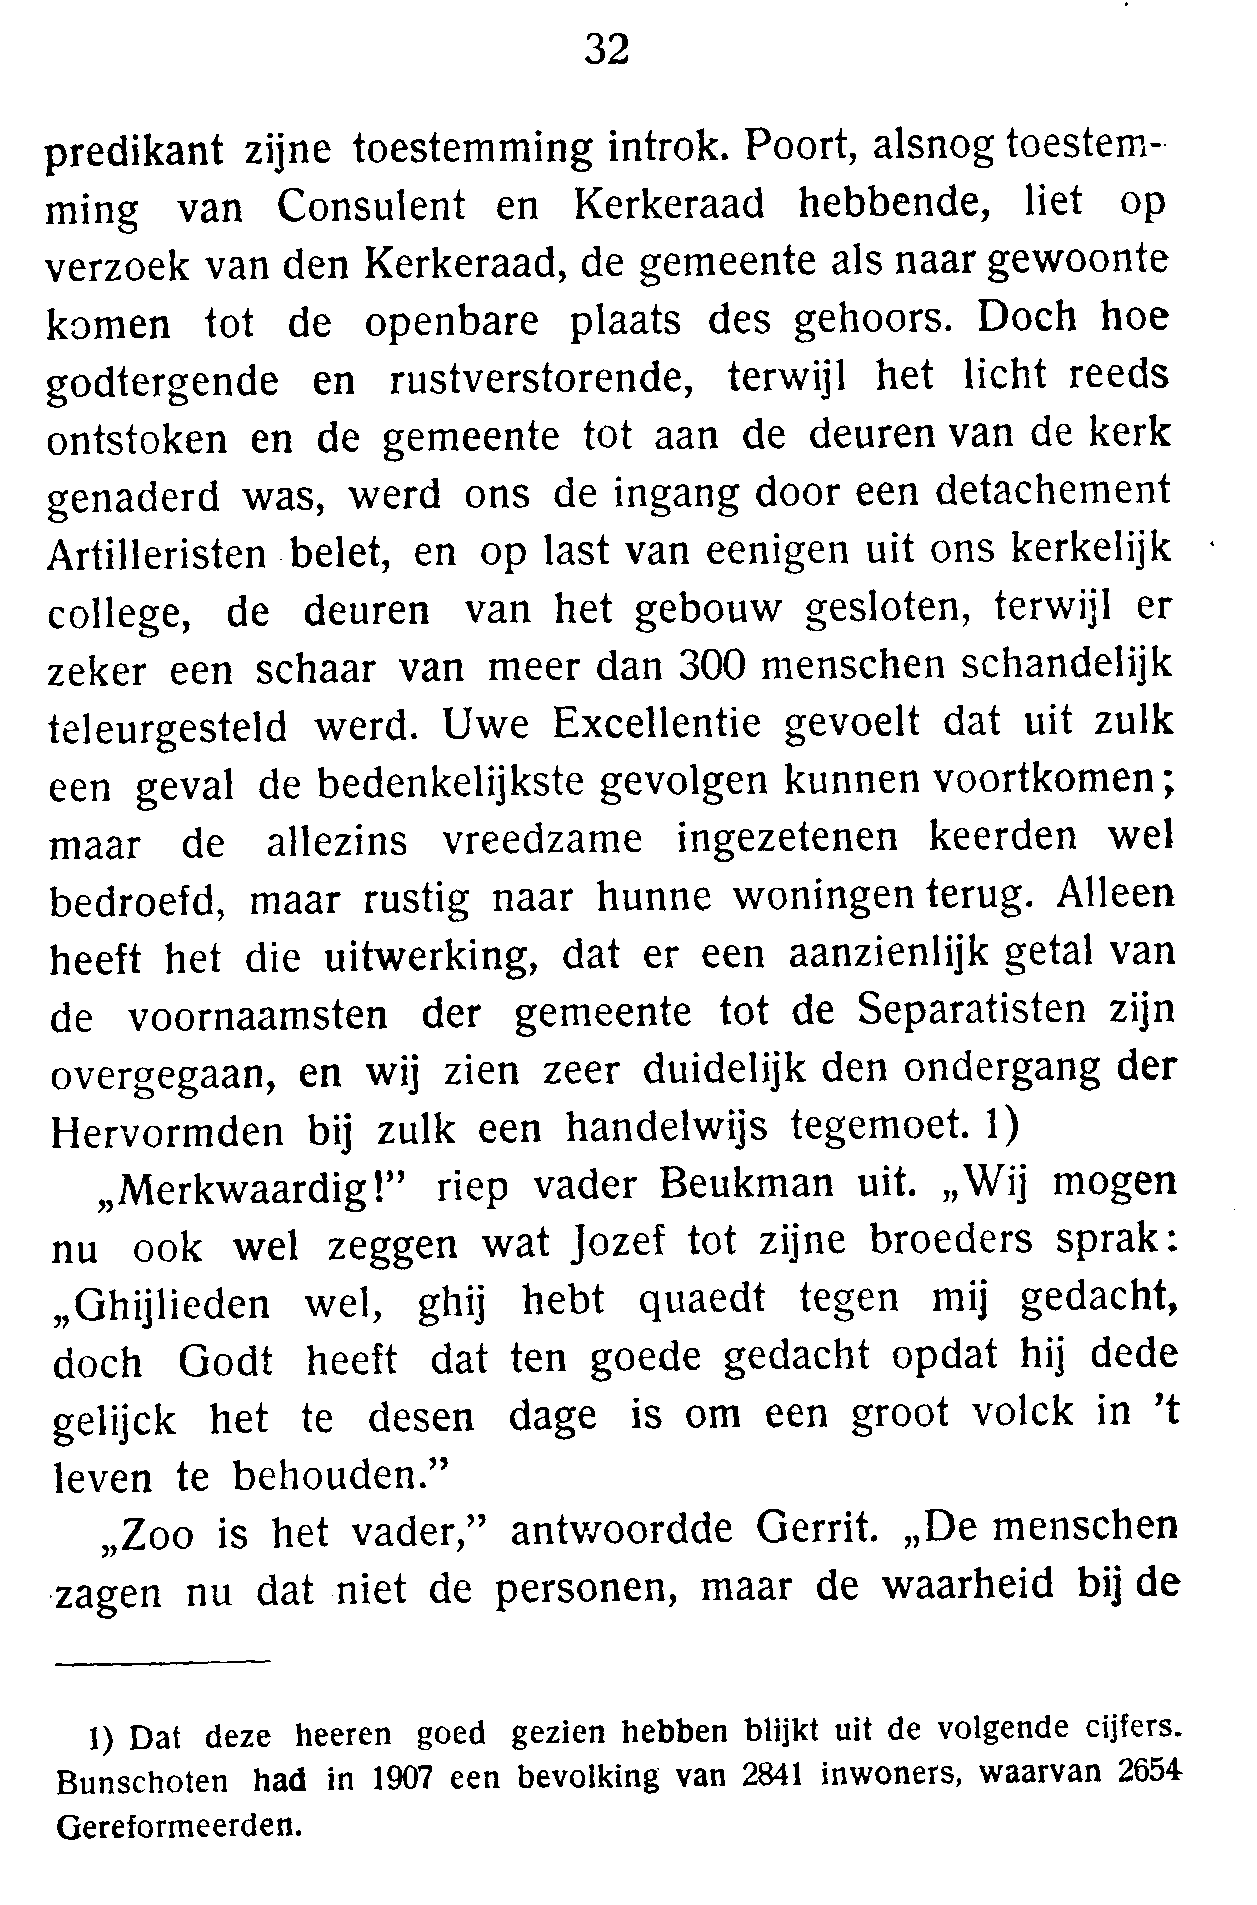 32
predikant zijne toestemming introk. Poort, alsnog toestem-
ming van Consulent en Kerkeraad hebbende, liet op
verzoek van den Kerkeraad, de gemeente als naar gewoonte
komen tot de openbare plaats des gehoors. Doch hoe
godtergende en rustverstorende, terwijl het licht reeds
ontstoken en de gemeente tot aan de deuren van de kerk
genaderd was, werd ons de ingang door een detachement
Artilleristen belet, en op last van eenigen uit ons kerkelijk
college, de deuren van het gebouw gesloten, terwijl er
zeker een schaar van meer dan 300 menschen schandelijk
teleurgesteld werd. Uwe Excellentie gevoelt dat uit zulk
een geval de bedenkelijkste gevolgen kunnen voortkomen;
maar de allezins vreedzame ingezetenen keerden wel
bedroefd, maar rustig naar hunne woningen terug. Alleen
heeft het die uitwerking, dat er een aanzienlijk getal van
de voornaamsten der gemeente tot de Separatisten zijn
overgegaan, en wij zien zeer duidelijk den ondergang der
Hervormden bij zulk een handelwijs tegemoet. 1)
„Merkwaardig!” riep vader Beukman uit. „Wij mogen
nu ook wel zeggen wat Jozef tot zijne broeders sprak:
„Ghijlieden wel, ghij hebt quaedt tegen mij gedacht,
doch Godt heeft dat ten goede gedacht opdat hij dede
gelijck het te desen dage is om een groot volck in 't
leven te behouden.”
„Zoo is het vader,” antwoordde Gerrit. „De menschen
zagen nu dat niet de personen, maar de waarheid bij de
1) Dat deze heeren goed gezien hebben blijkt uit de volgende cijfers.
Bunschoten had in 1907 een bevolking van 2841 inwoners, waarvan 2654
Gereformeerden.